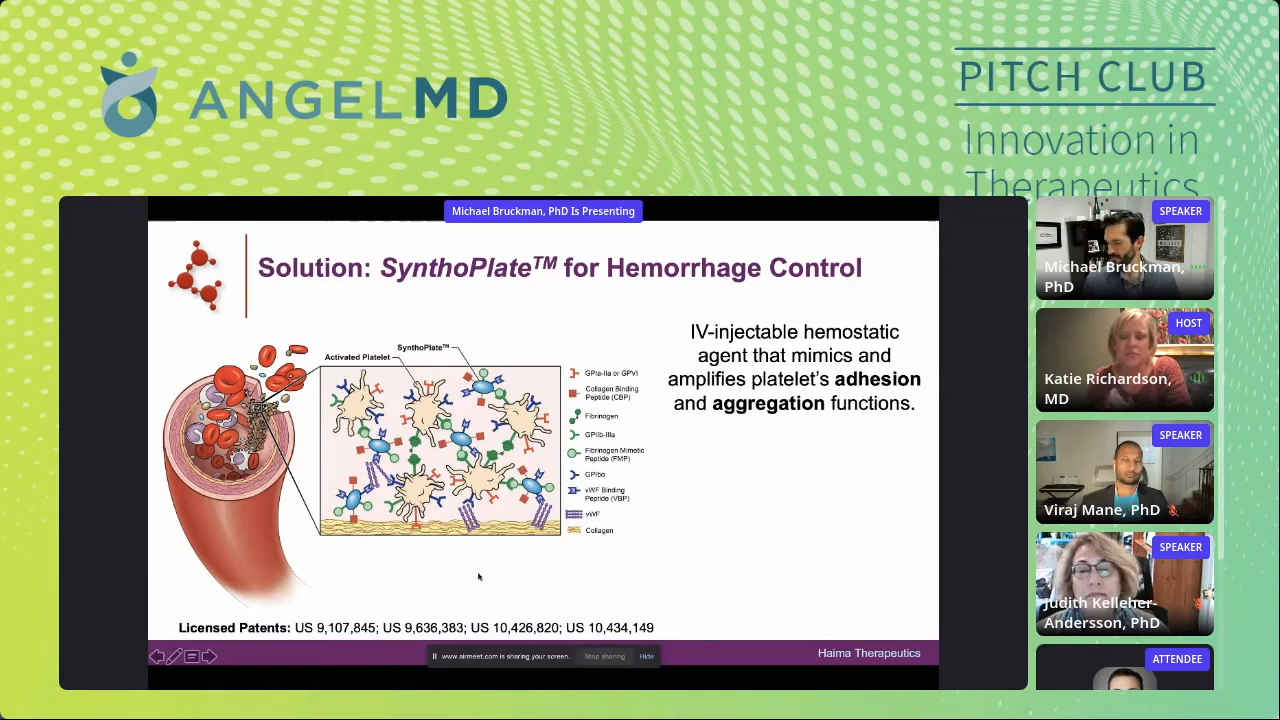 ANGELMD
PITCH CLUB
Innovation in
Therapeutics
Michael Bruckman, PhD Is Presenting
Solution: SynthoPlate™ for Hemorrhage Control
SynthoPlate™
Activated Platelet
GPIa-IIa or GPVI
Collagen Binding
Peptide (CBP)
Fibrinogen
GPIIb-IIIa
Fibrinogen Mimetic
Peptide (FMP)
GPIbα
vWF Binding
Peptide (VBP)
vWF
Collagen
IV-injectable hemostatic
agent that mimics and
amplifies platelet's adhesion
and aggregation functions.
Licensed Patents: US 9,107,845; US 9,636,383; US 10,426,820; US 10,434,149
www.airmeet.com is sharing your screen.
Stop sharing
Hide
Haima Therapeutics
SPEAKER
Michael Bruckman,
PhD
HOST
Katie Richardson,
MD
SPEAKER
Viraj Mane, PhD
SPEAKER
Judith Kelleher-
Andersson, PhD
ATTENDEE